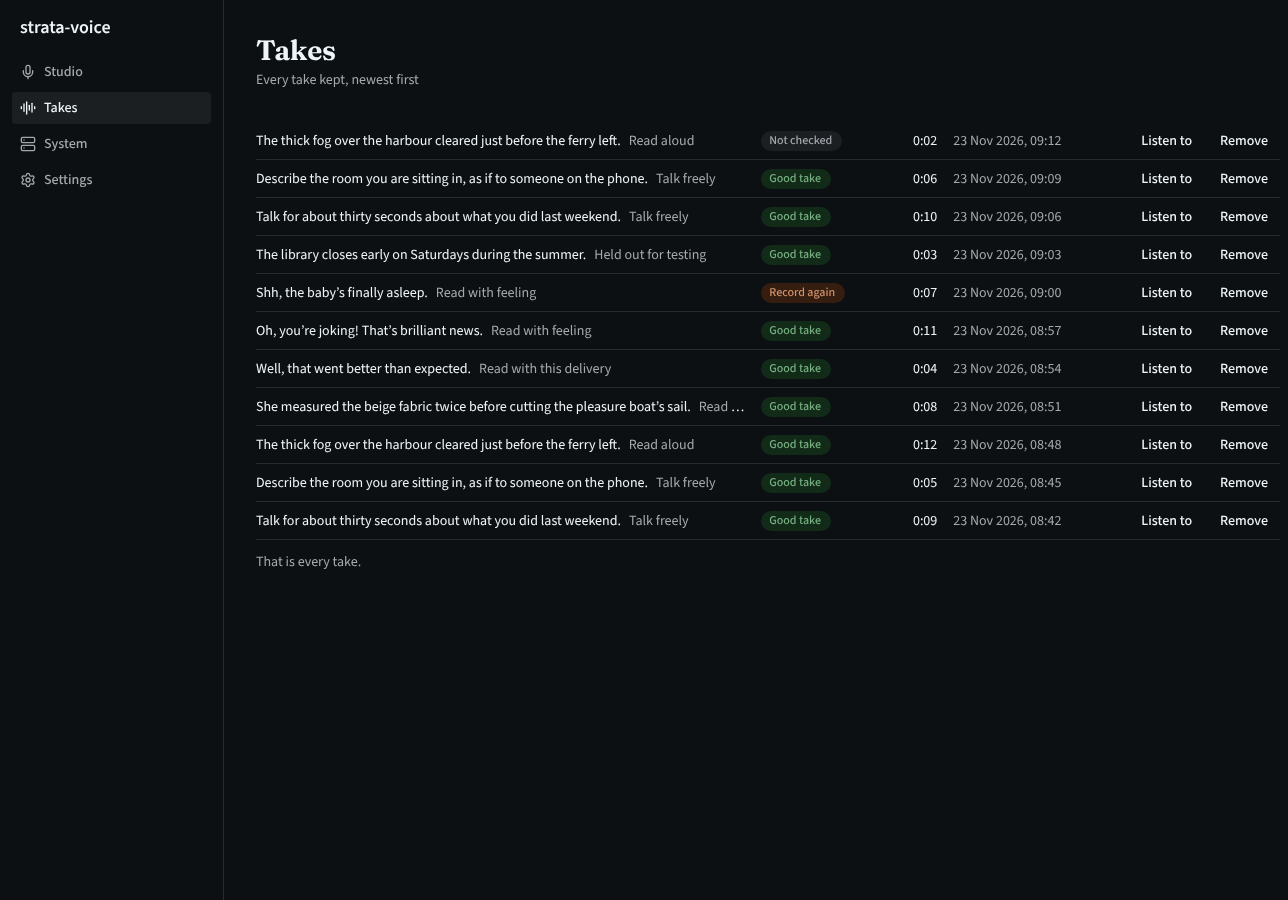 strata-voice
Studio
Takes
System
Settings
Takes
Every take kept, newest first
The thick fog over the harbour cleared just before the ferry left. Read aloud Not checked 0:02 23 Nov 2026, 09:12 Listen to Remove
Describe the room you are sitting in, as if to someone on the phone. Talk freely Good take 0:06 23 Nov 2026, 09:09 Listen to Remove
Talk for about thirty seconds about what you did last weekend. Talk freely Good take 0:10 23 Nov 2026, 09:06 Listen to Remove
The library closes early on Saturdays during the summer. Held out for testing Good take 0:03 23 Nov 2026, 09:03 Listen to Remove
Shh, the baby’s finally asleep. Read with feeling Record again 0:07 23 Nov 2026, 09:00 Listen to Remove
Oh, you’re joking! That’s brilliant news. Read with feeling Good take 0:11 23 Nov 2026, 08:57 Listen to Remove
Well, that went better than expected. Read with this delivery Good take 0:04 23 Nov 2026, 08:54 Listen to Remove
She measured the beige fabric twice before cutting the pleasure boat’s sail. Read … Good take 0:08 23 Nov 2026, 08:51 Listen to Remove
The thick fog over the harbour cleared just before the ferry left. Read aloud Good take 0:12 23 Nov 2026, 08:48 Listen to Remove
Describe the room you are sitting in, as if to someone on the phone. Talk freely Good take 0:05 23 Nov 2026, 08:45 Listen to Remove
Talk for about thirty seconds about what you did last weekend. Talk freely Good take 0:09 23 Nov 2026, 08:42 Listen to Remove
That is every take.